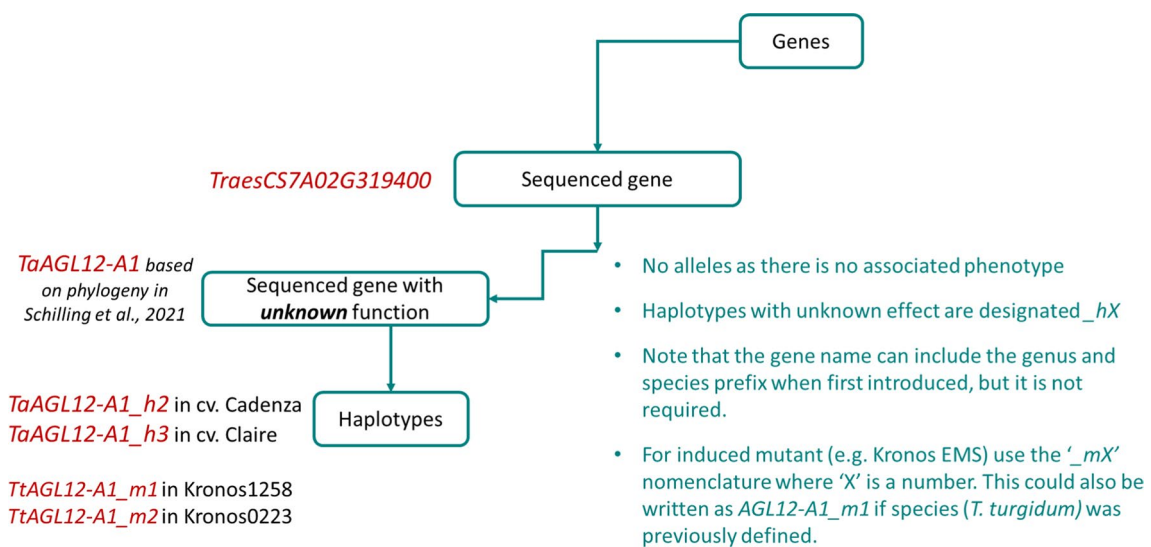 Genes
TraesCS7A02G319400
Sequenced gene
TaAGL12-A1 based
on phylogeny in
Schilling et al., 2021
Sequenced gene with
unknown function
TaAGL12-A1_h2 in cv. Cadenza
TaAGL12-A1_h3 in cv. Claire
Haplotypes
TtAGL12-A1_m1 in Kronos1258
TtAGL12-A1_m2 in Kronos0223
• No alleles as there is no associated phenotype
• Haplotypes with unknown effect are designated _hX
• Note that the gene name can include the genus and
species prefix when first introduced, but it is not
required.
• For induced mutant (e.g. Kronos EMS) use the ‘_mX’
nomenclature where ‘X’ is a number. This could also be
written as AGL12-A1_m1 if species (T. turgidum) was
previously defined.